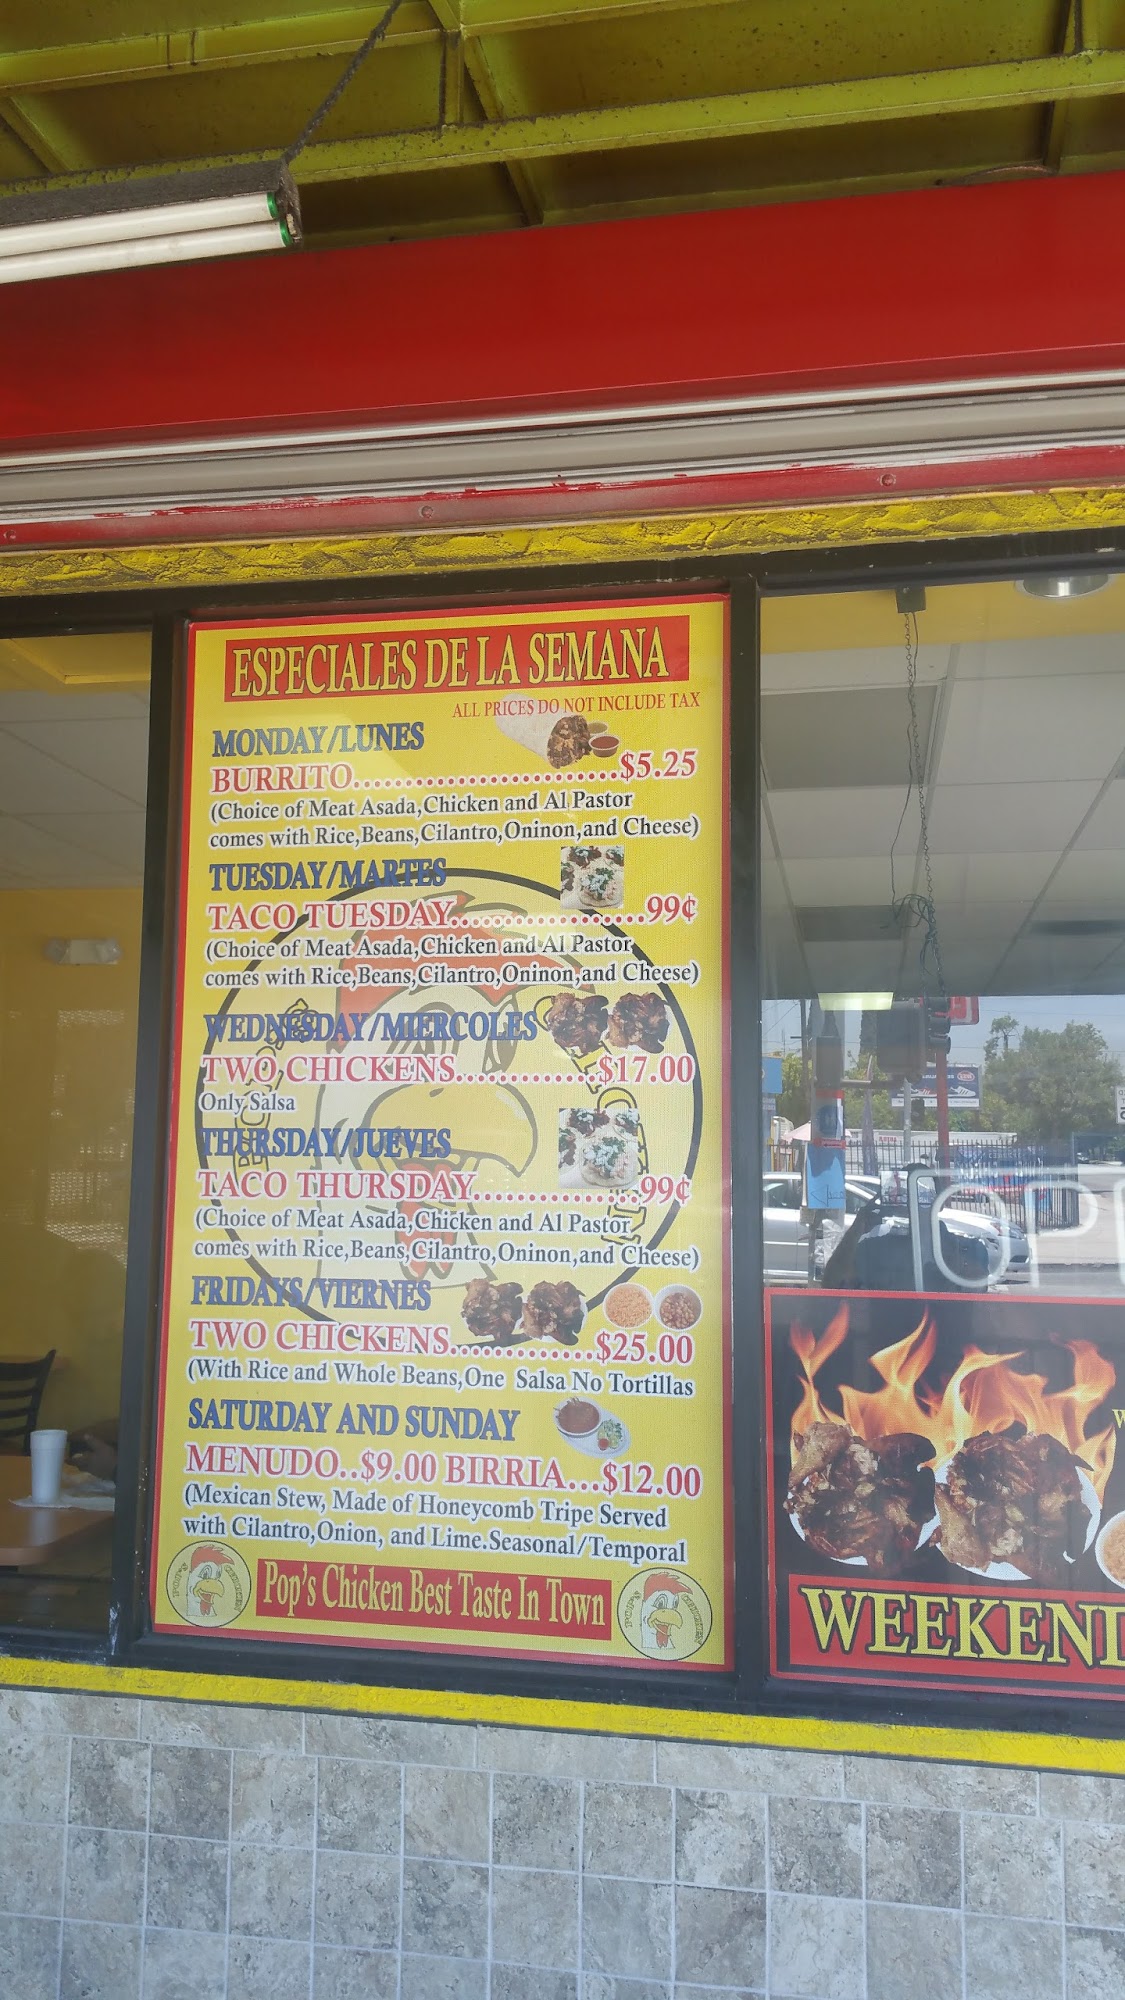 ESPECIALES DE LA SEMANA
ALL PRICES DO NOT INCLUDE TAX
MONDAY/LUNES
BURRITO..........................$5.25
(Choice of Meat Asada,Chicken and Al Pastor
comes with Rice,Beans,Cilantro,Oninon,and Cheese)
TUESDAY/MARTES
TACO TUESDAY...................99¢
(Choice of Meat Asada,Chicken and Al Pastor
comes with Rice,Beans,Cilantro,Oninon,and Cheese)
WEDNESDAY/MIERCOLES
TWO CHICKENS.............$17.00
Only Salsa
THURSDAY/JUEVES
TACO THURSDAY................99¢
(Choice of Meat Asada,Chicken and Al Pastor
comes with Rice,Beans,Cilantro,Oninon,and Cheese)
FRIDAYS/VIERNES
TWO CHICKENS.............$25.00
(With Rice and Whole Beans,One Salsa No Tortillas
SATURDAY AND SUNDAY
MENUDO..$9.00 BIRRIA...$12.00
(Mexican Stew, Made of Honeycomb Tripe Served
with Cilantro,Onion, and Lime.Seasonal/Temporal
Pop's Chicken Best Taste In Town
OP
WEEKEND